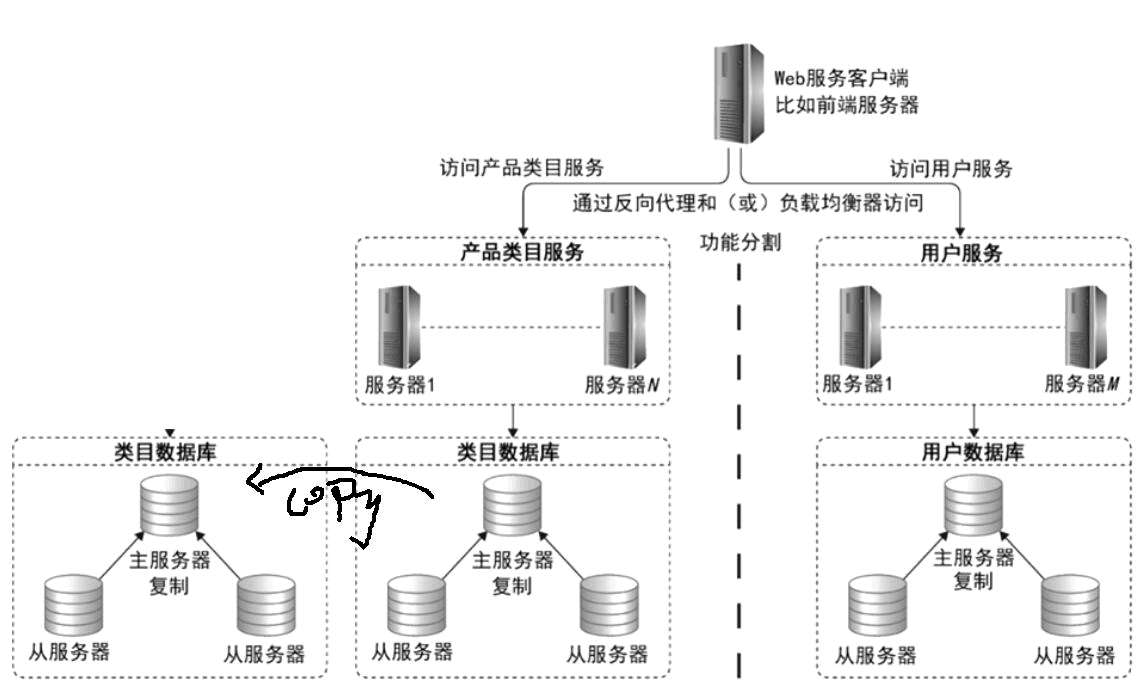 Web服务客户端
比如前端服务器
访问产品类目服务
访问用户服务
通过反向代理和（或）负载均衡器访问
产品类目服务
功能分割
用户服务
服务器1
服务器N
服务器1
服务器M
类目数据库
类目数据库
用户数据库
copy
主服务器
复制
主服务器
复制
主服务器
复制
从服务器
从服务器
从服务器
从服务器
从服务器
从服务器